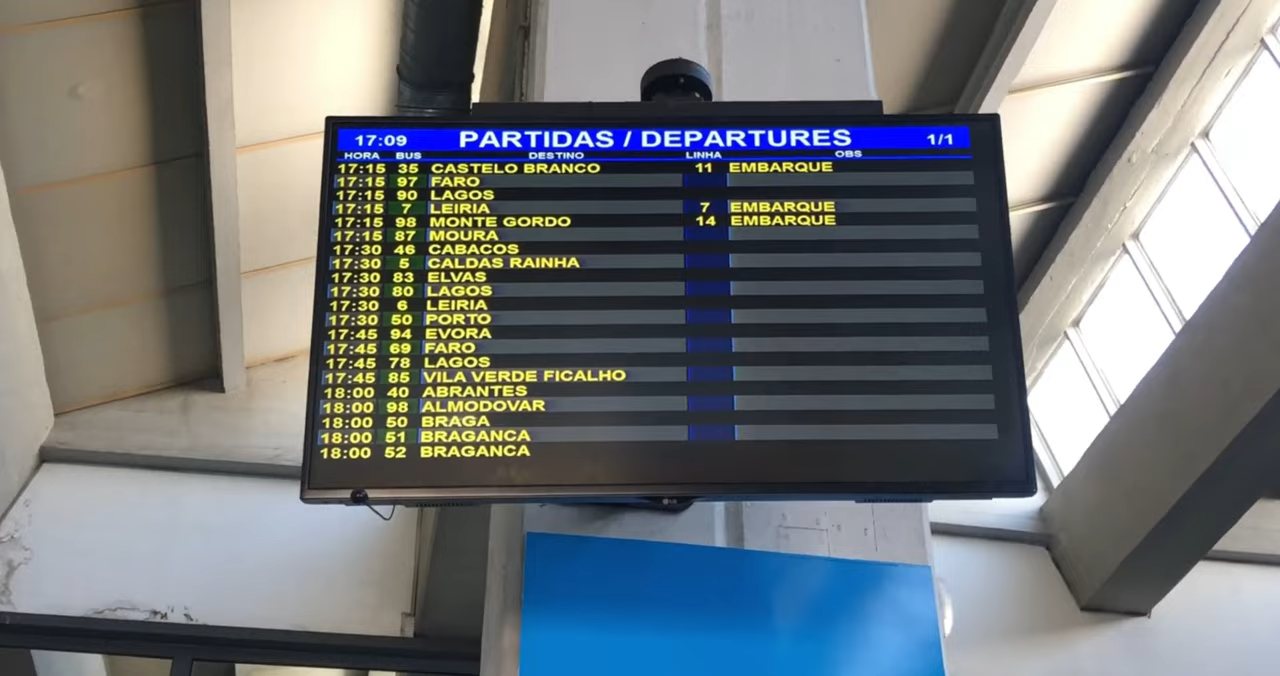 17:09 PARTIDAS / DEPARTURES 1/1
HORA BUS DESTINO LINHA OBS
17:15 35 CASTELO BRANCO 11 EMBARQUE
17:15 97 FARO
17:15 90 LAGOS
17:15 7 LEIRIA 7 EMBARQUE
17:15 98 MONTE GORDO 14 EMBARQUE
17:15 87 MOURA
17:30 46 CABACOS
17:30 5 CALDAS RAINHA
17:30 83 ELVAS
17:30 80 LAGOS
17:30 6 LEIRIA
17:30 50 PORTO
17:45 94 EVORA
17:45 69 FARO
17:45 78 LAGOS
17:45 85 VILA VERDE FICALHO
18:00 40 ABRANTES
18:00 98 ALMODOVAR
18:00 50 BRAGA
18:00 51 BRAGANCA
18:00 52 BRAGANCA
LG